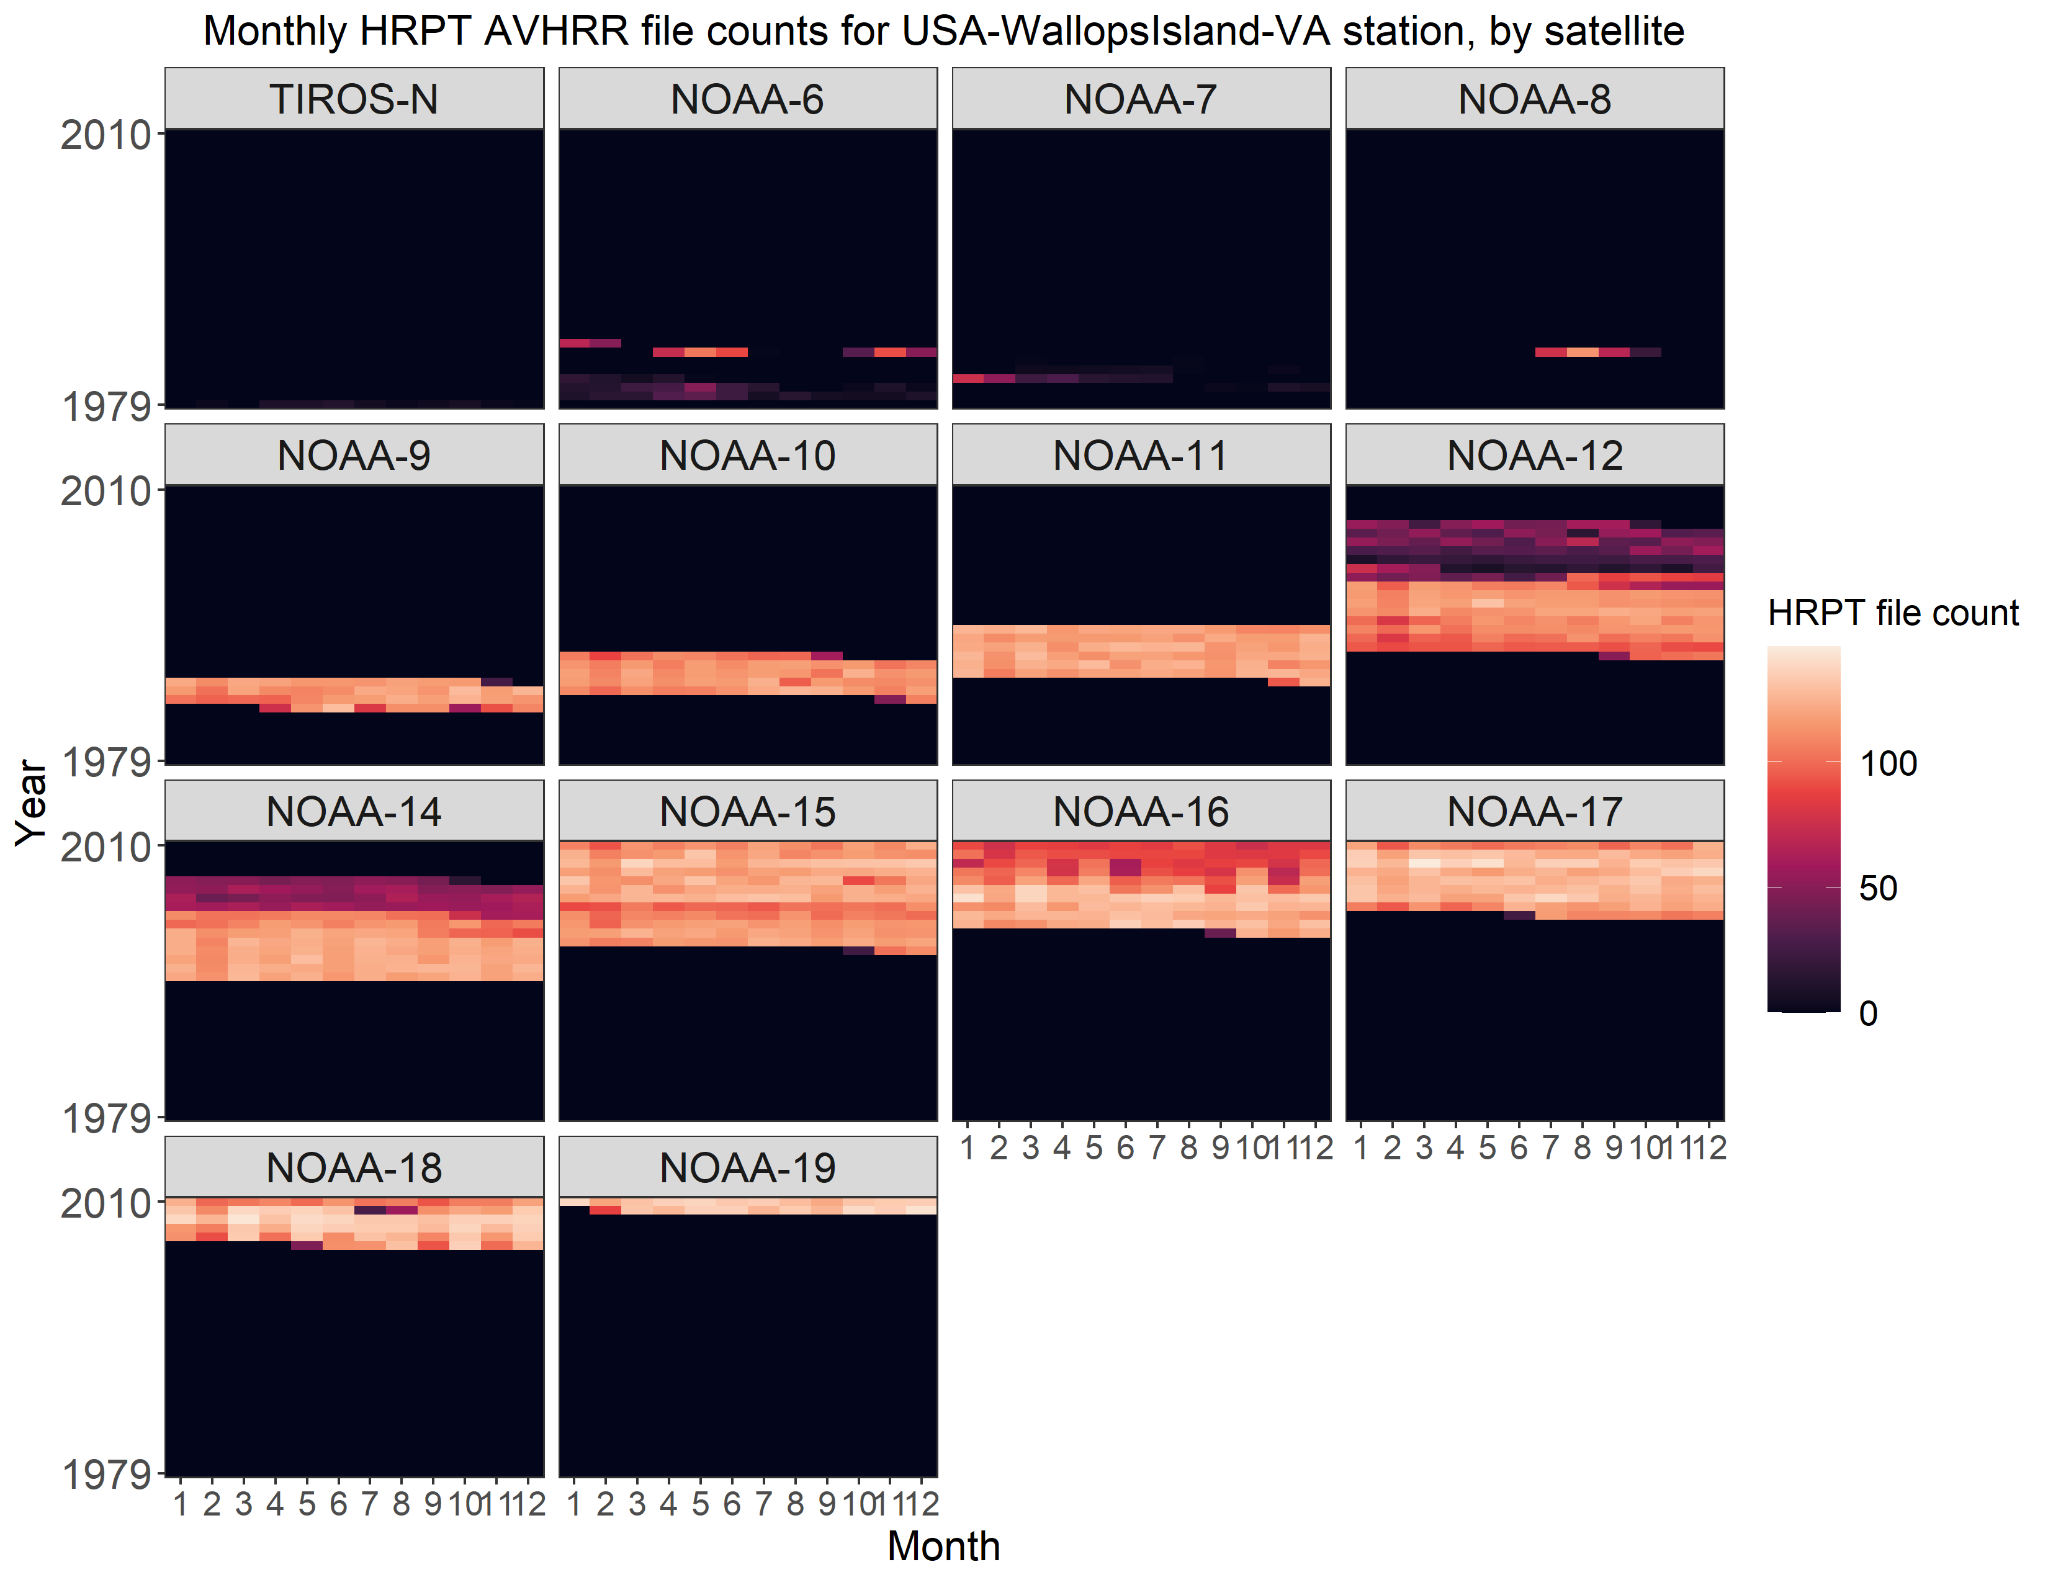 Monthly HRPT AVHRR file counts for USA-WallopsIsland-VA station, by satellite
TIROS-N NOAA-6 NOAA-7 NOAA-8
2010
1979
NOAA-9 NOAA-10 NOAA-11 NOAA-12
2010
1979
HRPT file count
100
50
0
Year
NOAA-14 NOAA-15 NOAA-16 NOAA-17
2010
1979
1 2 3 4 5 6 7 8 9 10 11 12 1 2 3 4 5 6 7 8 9 10 11 12
NOAA-18 NOAA-19
2010
1979
1 2 3 4 5 6 7 8 9 10 11 12 1 2 3 4 5 6 7 8 9 10 11 12
Month